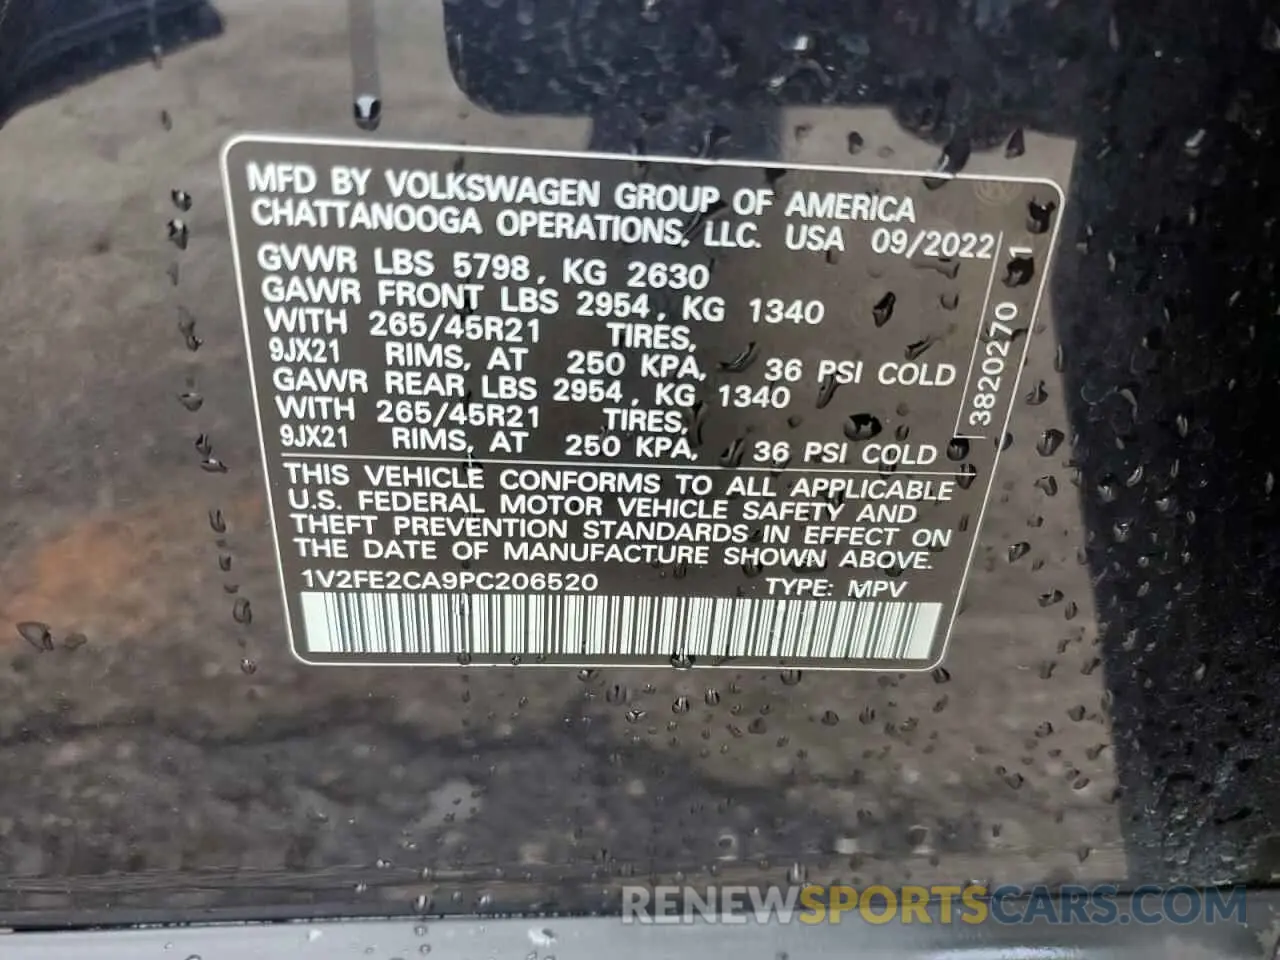 MFD BY VOLKSWAGEN GROUP OF AMERICA
CHATTANOOGA OPERATIONS, LLC. USA 09/2022
GVWR LBS 5798, KG 2630
GAWR FRONT LBS 2954, KG 1340
WITH 265/45R21 TIRES,
9JX21 RIMS, AT 250 KPA, 36 PSI COLD
GAWR REAR LBS 2954, KG 1340
WITH 265/45R21 TIRES,
9JX21 RIMS, AT 250 KPA, 36 PSI COLD
3820270 1
THIS VEHICLE CONFORMS TO ALL APPLICABLE
U.S. FEDERAL MOTOR VEHICLE SAFETY AND
THEFT PREVENTION STANDARDS IN EFFECT ON
THE DATE OF MANUFACTURE SHOWN ABOVE.
1V2FE2CA9PC206520 TYPE: MPV
RENEWSPORTSCARS.COM